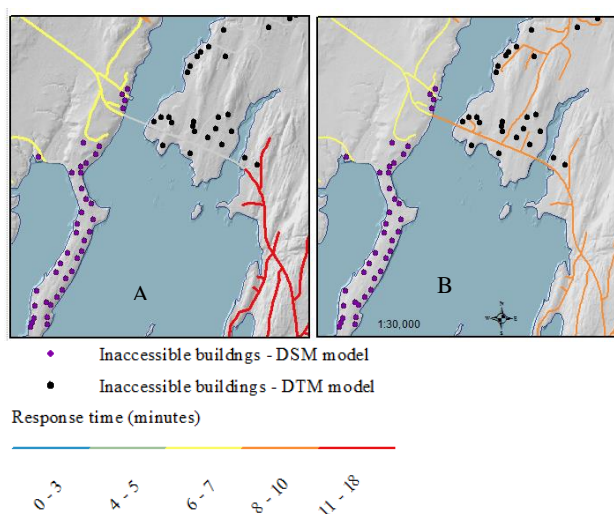 A
B
1:30,000
N
W E
S
Inaccessible buildngs - DSM model
Inaccessible buildings - DTM model
Response time (minutes)
0 - 3
4 - 5
6 - 7
8 - 10
11 - 18